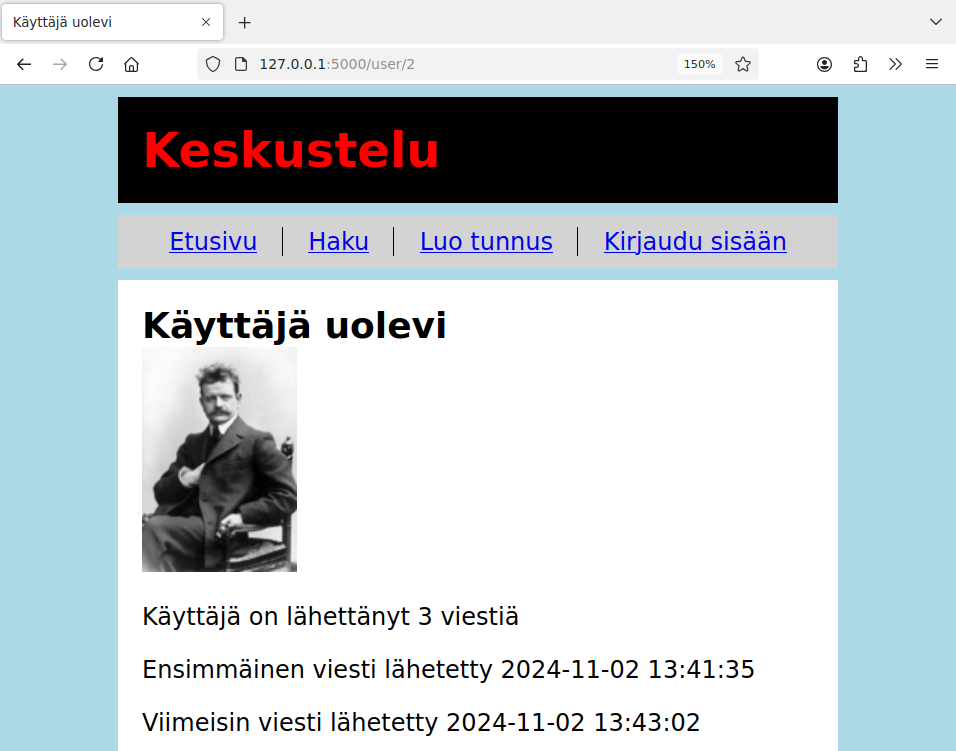 Käyttäjä uolevi
127.0.0.1:5000/user/2 150%
Keskustelu
Etusivu Haku Luo tunnus Kirjaudu sisään
Käyttäjä uolevi
Käyttäjä on lähettänyt 3 viestiä
Ensimmäinen viesti lähetetty 2024-11-02 13:41:35
Viimeisin viesti lähetetty 2024-11-02 13:43:02